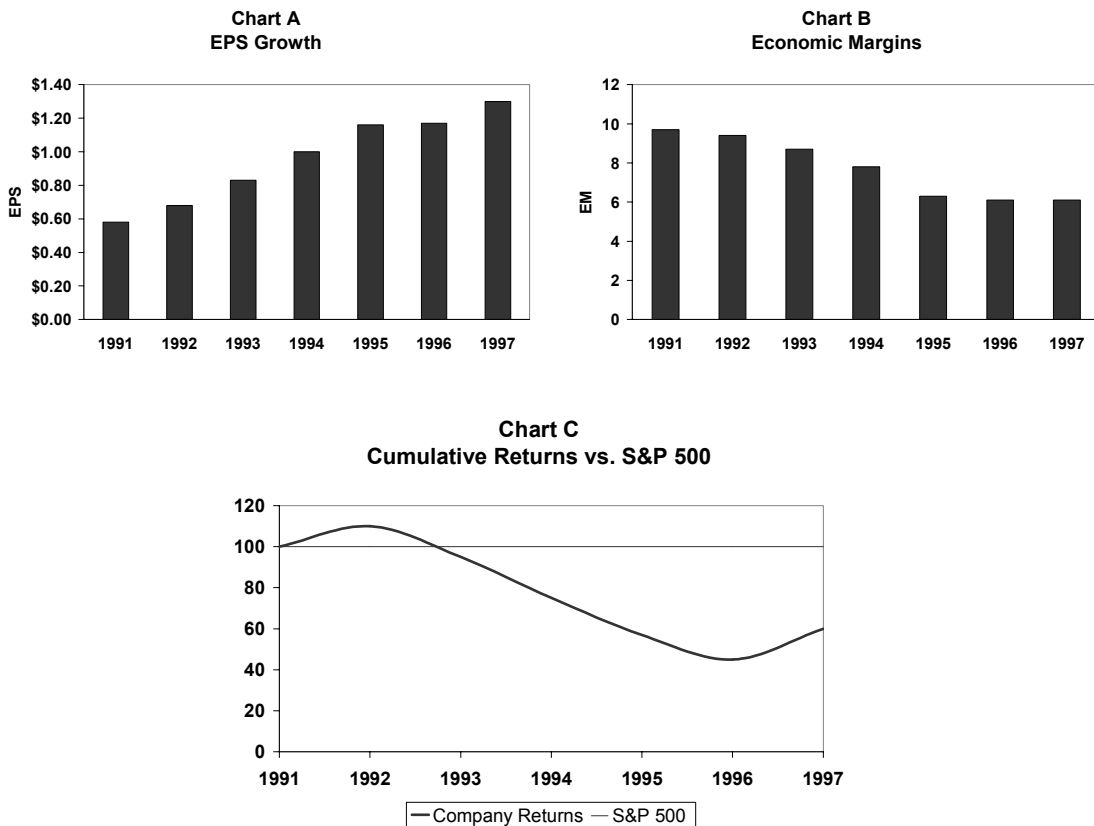 Chart A
EPS Growth
$1.40
$1.20
$1.00
$0.80
$0.60
$0.40
$0.20
$0.00
EPS
1991 1992 1993 1994 1995 1996 1997
Chart B
Economic Margins
12
10
8
6
4
2
0
EM
1991 1992 1993 1994 1995 1996 1997
Chart C
Cumulative Returns vs. S&P 500
120
100
80
60
40
20
0
1991 1992 1993 1994 1995 1996 1997
Company Returns S&P 500